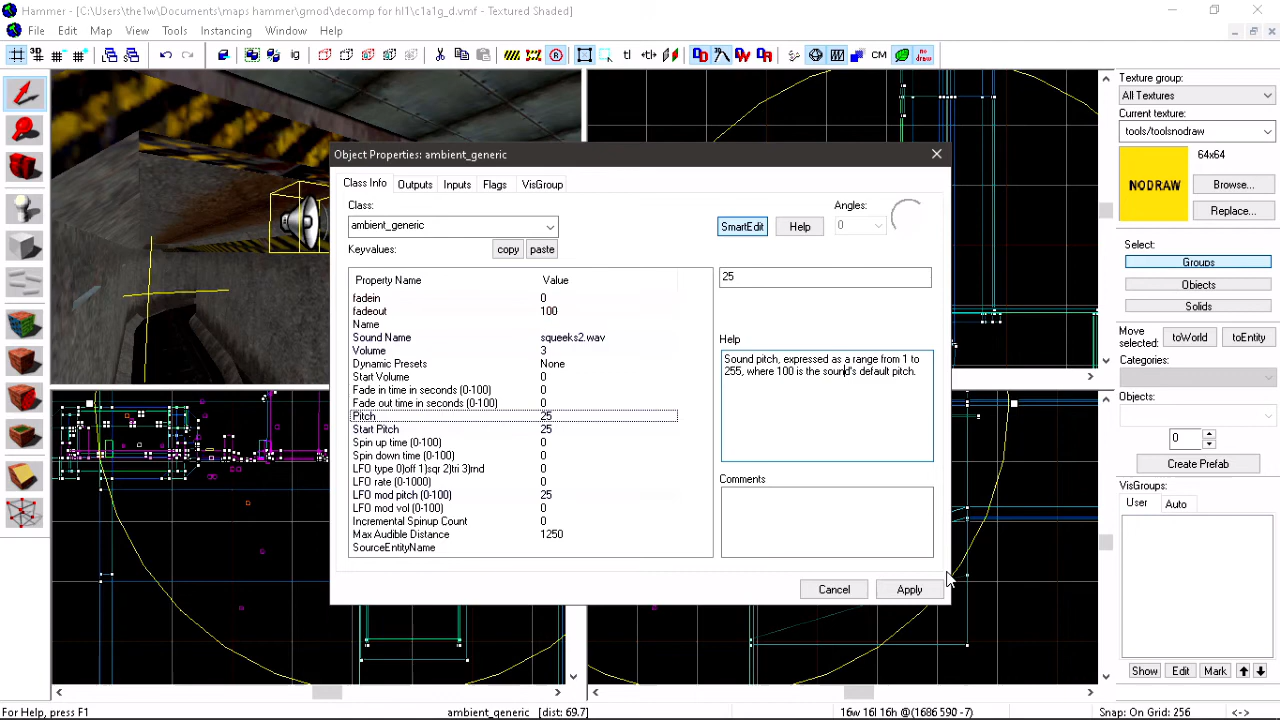 Hammer - [C:\Users\the1w\Documents\maps hammer\gmod\decomp for hl1\c1a1_d.vmf - Textured Shaded]
File Edit Map View Tools Instancing Window Help
ig
tl
CM
no draw
Object Properties: ambient_generic
Class Info Outputs Inputs Flags VisGroup
Class:
ambient_generic
SmartEdit Help
Angles:
0
Keyvalues: copy paste
Property Name Value
fadein 0
fadeout 100
Name
Sound Name squeeks2.wav
Volume 3
Dynamic Presets None
Start Volume 0
Fade in time in seconds (0-100) 0
Fade out time in seconds (0-100) 0
Pitch 25
Start Pitch 25
Spin up time (0-100) 0
Spin down time (0-100) 0
LFO type 0)off 1)sqr 2)tri 3)rnd 0
LFO rate (0-1000) 0
LFO mod pitch (0-100) 25
LFO mod vol (0-100) 0
Incremental Spinup Count 0
Max Audible Distance 1250
SourceEntityName
25
Help
Sound pitch, expressed as a range from 1 to
255, where 100 is the sound's default pitch.
Comments
Cancel Apply
Texture group:
All Textures
Current texture:
tools/toolsnodraw
64x64
NODRAW
Browse...
Replace...
Select:
Groups
Objects
Solids
Move
selected:
toWorld toEntity
Categories:
Objects:
0
Create Prefab
VisGroups:
User Auto
Show Edit Mark
For Help, press F1 ambient_generic [dist: 69.7] 16w 16l 16h @(1686 590 -7) Snap: On Grid: 256 <->